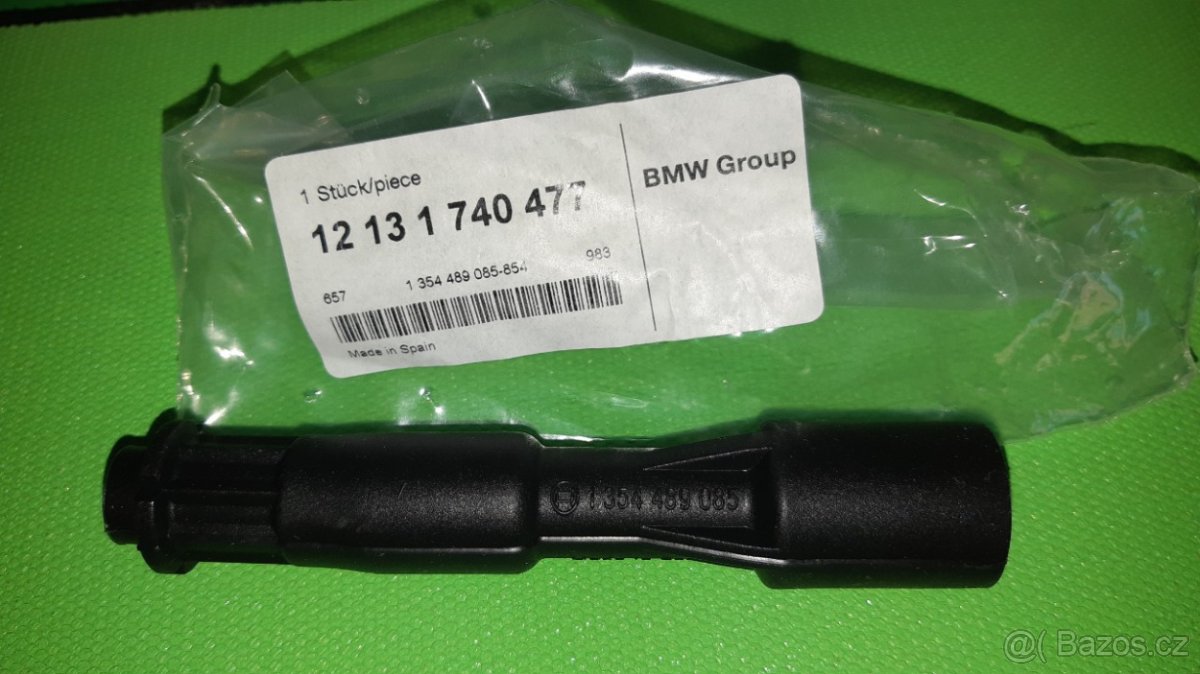 1 Stück/piece
12 13 1 740 477
BMW Group
657 1 354 489 085-854 983
Made in Spain
1 354 489 085
@( Bazos.cz